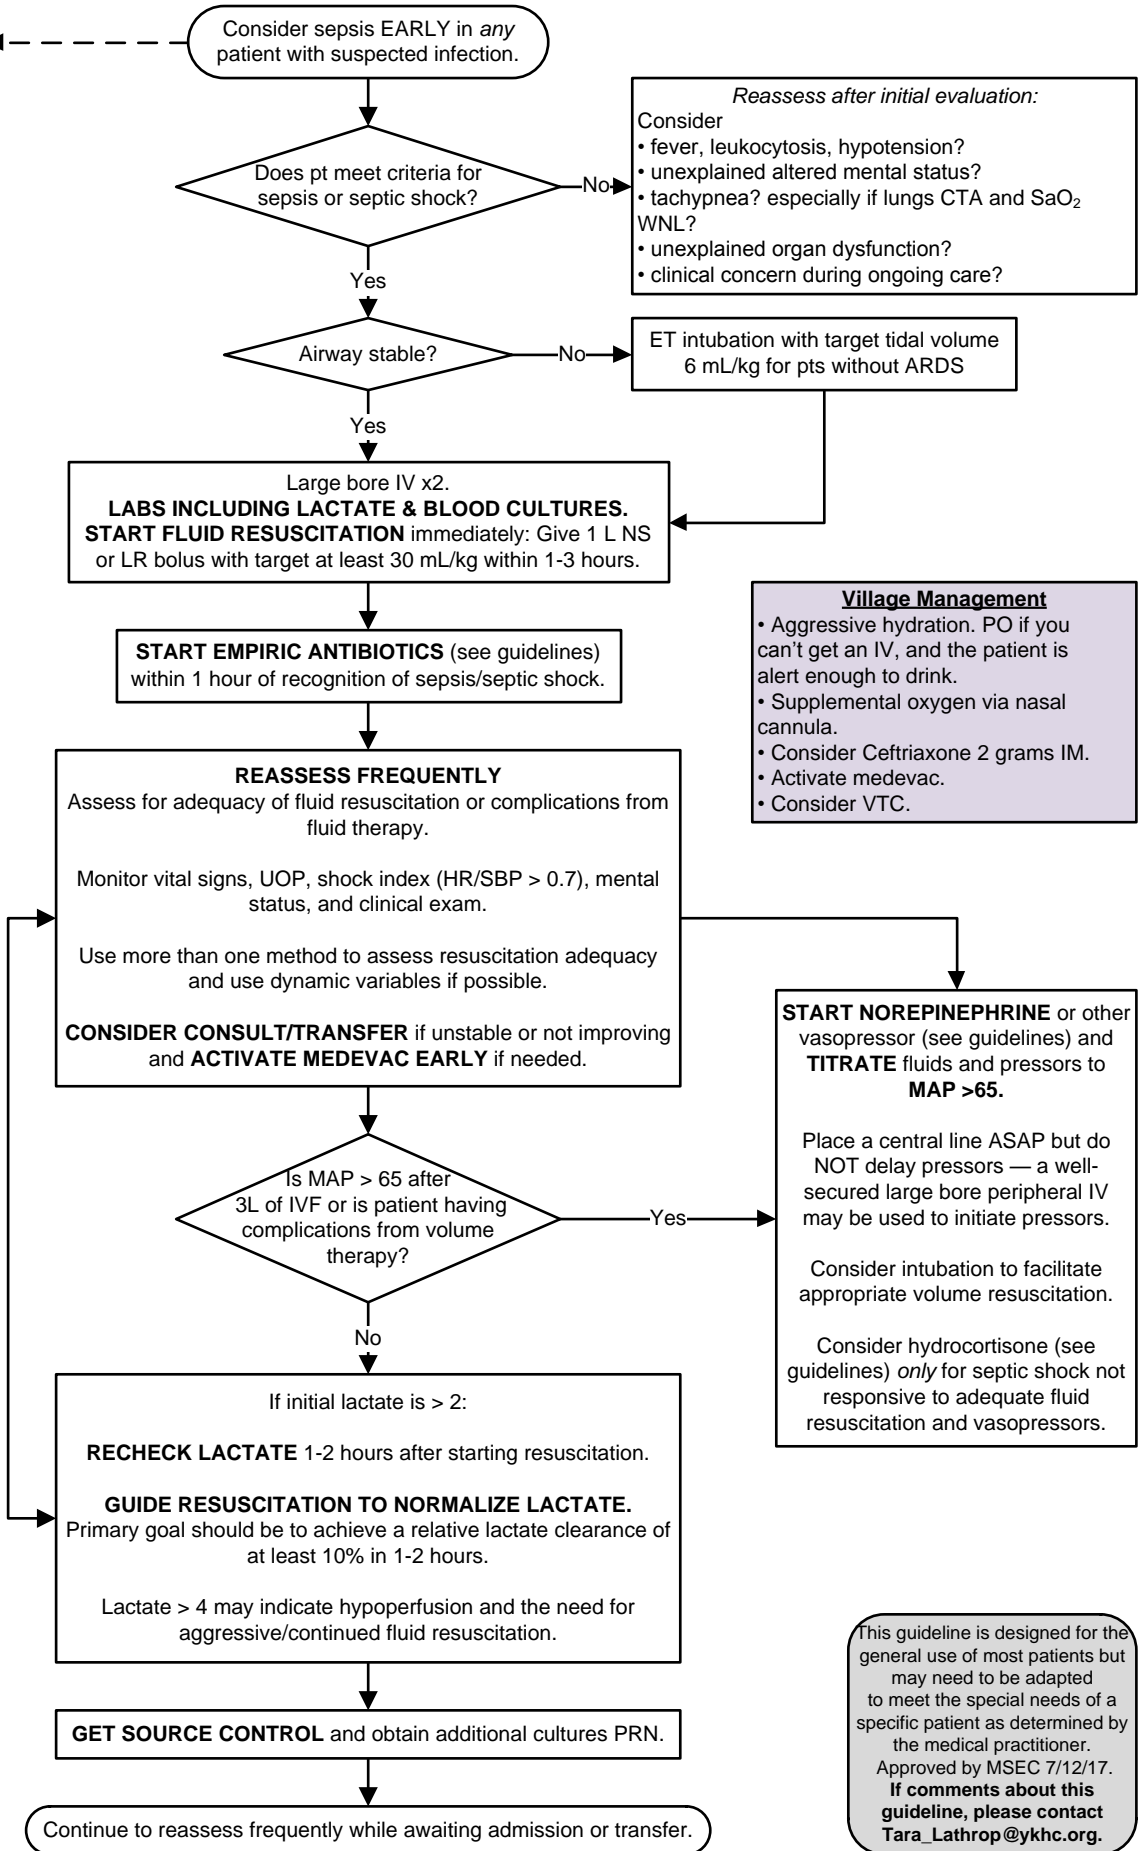 Consider sepsis EARLY in any
patient with suspected infection.
Does pt meet criteria for
sepsis or septic shock?
No
Reassess after initial evaluation:
Consider
• fever, leukocytosis, hypotension?
• unexplained altered mental status?
• tachypnea? especially if lungs CTA and SaO2
WNL?
• unexplained organ dysfunction?
• clinical concern during ongoing care?
Yes
Airway stable?
No
ET intubation with target tidal volume
6 mL/kg for pts without ARDS
Yes
Large bore IV x2.
LABS INCLUDING LACTATE & BLOOD CULTURES.
START FLUID RESUSCITATION immediately: Give 1 L NS
or LR bolus with target at least 30 mL/kg within 1-3 hours.
Village Management
• Aggressive hydration. PO if you
can't get an IV, and the patient is
alert enough to drink.
• Supplemental oxygen via nasal
cannula.
• Consider Ceftriaxone 2 grams IM.
• Activate medevac.
• Consider VTC.
START EMPIRIC ANTIBIOTICS (see guidelines)
within 1 hour of recognition of sepsis/septic shock.
REASSESS FREQUENTLY
Assess for adequacy of fluid resuscitation or complications from
fluid therapy.
Monitor vital signs, UOP, shock index (HR/SBP > 0.7), mental
status, and clinical exam.
Use more than one method to assess resuscitation adequacy
and use dynamic variables if possible.
CONSIDER CONSULT/TRANSFER if unstable or not improving
and ACTIVATE MEDEVAC EARLY if needed.
Is MAP > 65 after
3L of IVF or is patient having
complications from volume
therapy?
Yes
START NOREPINEPHRINE or other
vasopressor (see guidelines) and
TITRATE fluids and pressors to
MAP >65.
Place a central line ASAP but do
NOT delay pressors — a well-
secured large bore peripheral IV
may be used to initiate pressors.
Consider intubation to facilitate
appropriate volume resuscitation.
Consider hydrocortisone (see
guidelines) only for septic shock not
responsive to adequate fluid
resuscitation and vasopressors.
No
If initial lactate is > 2:
RECHECK LACTATE 1-2 hours after starting resuscitation.
GUIDE RESUSCITATION TO NORMALIZE LACTATE.
Primary goal should be to achieve a relative lactate clearance of
at least 10% in 1-2 hours.
Lactate > 4 may indicate hypoperfusion and the need for
aggressive/continued fluid resuscitation.
GET SOURCE CONTROL and obtain additional cultures PRN.
Continue to reassess frequently while awaiting admission or transfer.
This guideline is designed for the
general use of most patients but
may need to be adapted
to meet the special needs of a
specific patient as determined by
the medical practitioner.
Approved by MSEC 7/12/17.
If comments about this
guideline, please contact
Tara_Lathrop@ykhc.org.